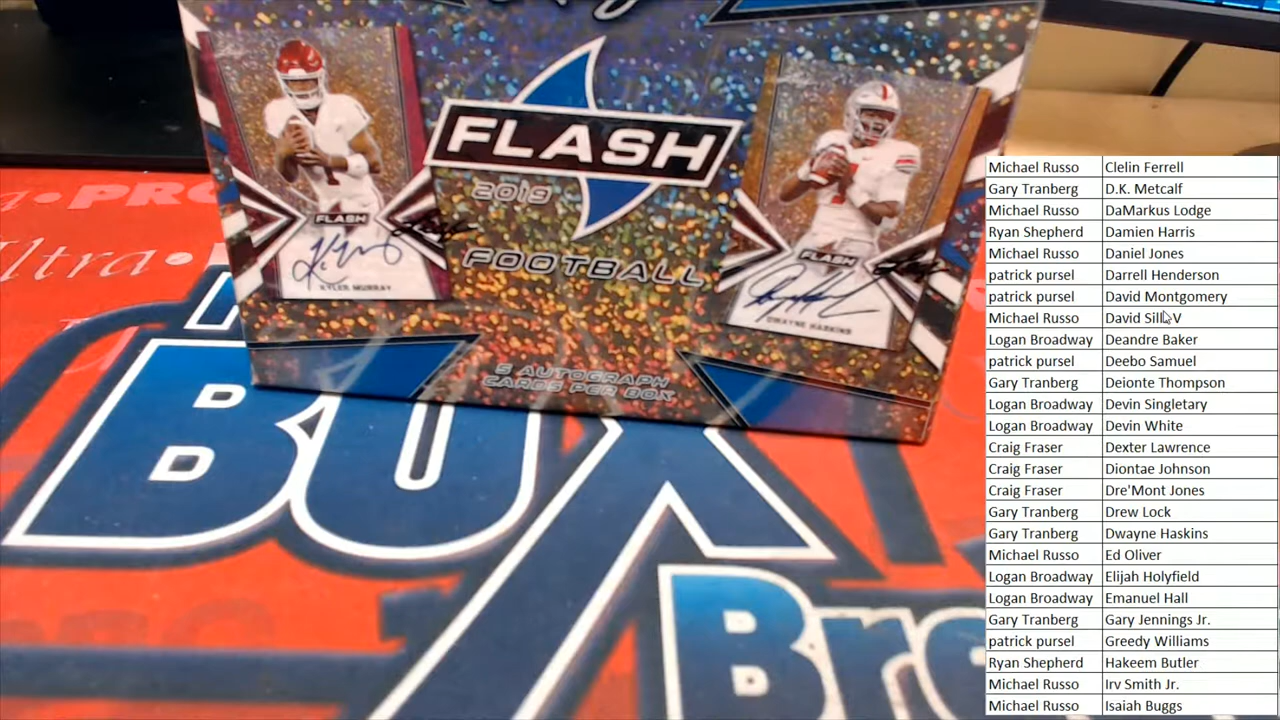 FLASH
2019
FOOTBALL
5 AUTOGRAPH
CARDS PER BOX
FLASH
KYLER MURRAY
FLASH
DWAYNE HASKINS
PRO
Ultra
BOX
Bre
Michael Russo Clelin Ferrell
Gary Tranberg D.K. Metcalf
Michael Russo DaMarkus Lodge
Ryan Shepherd Damien Harris
Michael Russo Daniel Jones
patrick pursel Darrell Henderson
patrick pursel David Montgomery
Michael Russo David Sills V
Logan Broadway Deandre Baker
patrick pursel Deebo Samuel
Gary Tranberg Deionte Thompson
Logan Broadway Devin Singletary
Logan Broadway Devin White
Craig Fraser Dexter Lawrence
Craig Fraser Diontae Johnson
Craig Fraser Dre'Mont Jones
Gary Tranberg Drew Lock
Gary Tranberg Dwayne Haskins
Michael Russo Ed Oliver
Logan Broadway Elijah Holyfield
Logan Broadway Emanuel Hall
Gary Tranberg Gary Jennings Jr.
patrick pursel Greedy Williams
Ryan Shepherd Hakeem Butler
Michael Russo Irv Smith Jr.
Michael Russo Isaiah Buggs